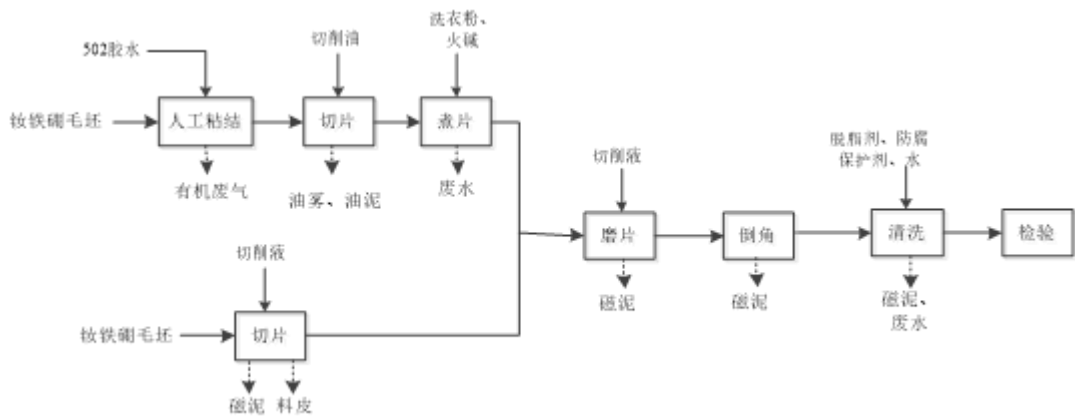 洗衣粉、
火碱
502胶水
切削油
钕铁硼毛坯
人工粘结
切片
煮片
有机废气
油雾、油泥
废水
切削液
脱脂剂、防腐
保护剂、水
磨片
倒角
清洗
检验
磁泥
磁泥
磁泥、
废水
切削液
钕铁硼毛坯
切片
磁泥
料皮